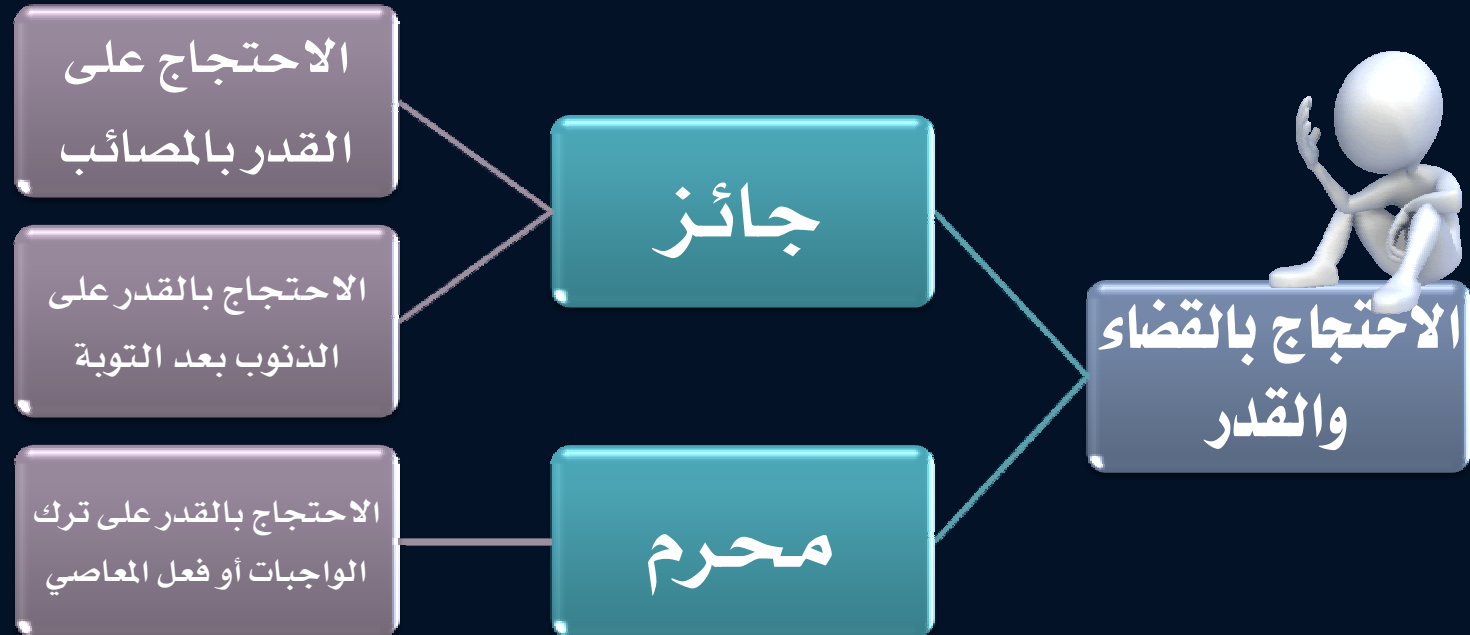 الاحتجاج بالقضاء
والقدر
جائز
الاحتجاج على
القدر بالمصائب
الاحتجاج بالقدر على
الذنوب بعد التوبة
محرم
الاحتجاج بالقدر على ترك
الواجبات أو فعل المعاصي